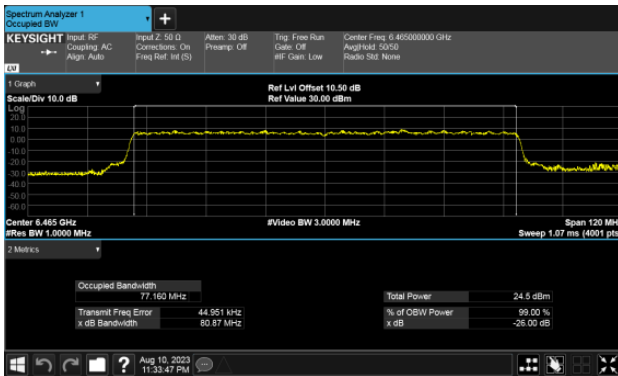 Spectrum Analyzer 1
Occupied BW
+
KEYSIGHT
Input: RF
Coupling: AC
Align: Auto
Input Z: 50 Ω
Corrections: On
Freq Ref: Int (S)
Atten: 30 dB
Preamp: Off
Trig: Free Run
Gate: Off
#IF Gain: Low
Center Freq: 6.465000000 GHz
Avg|Hold: 50/50
Radio Std: None
LXI
1 Graph
Scale/Div 10.0 dB
Ref Lvl Offset 10.50 dB
Ref Value 30.00 dBm
Log
20.0
10.0
0.00
-10.0
-20.0
-30.0
-40.0
-50.0
-60.0
Center 6.465 GHz
#Res BW 1.0000 MHz
#Video BW 3.0000 MHz
Span 120 MH
Sweep 1.07 ms (4001 pts
2 Metrics
Occupied Bandwidth
77.160 MHz
Transmit Freq Error 44.951 kHz
x dB Bandwidth 80.87 MHz
Total Power 24.5 dBm
% of OBW Power 99.00 %
x dB -26.00 dB
?
Aug 10, 2023
11:33:47 PM